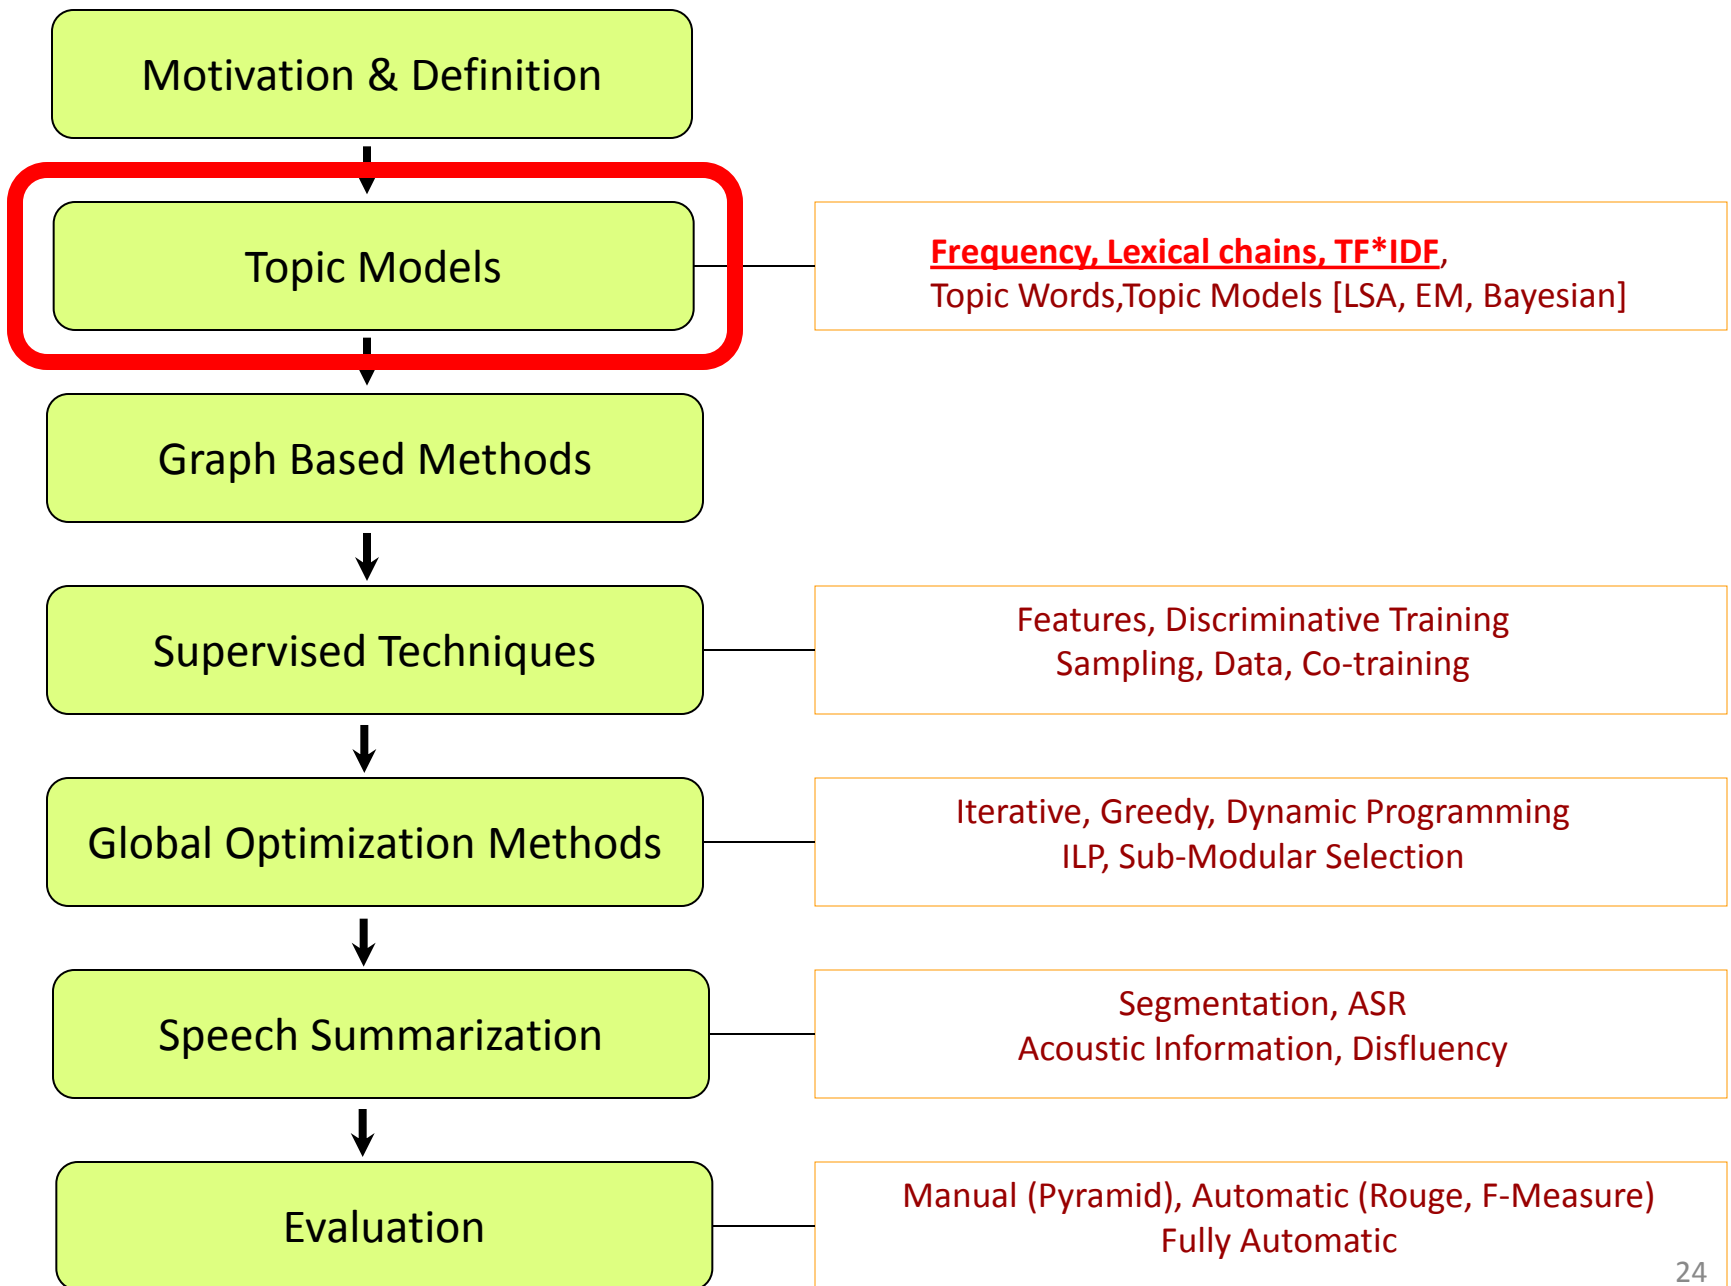 Motivation & Definition
Topic Models
Frequency, Lexical chains, TF*IDF,
Topic Words,Topic Models [LSA, EM, Bayesian]
Graph Based Methods
Supervised Techniques
Features, Discriminative Training
Sampling, Data, Co-training
Global Optimization Methods
Iterative, Greedy, Dynamic Programming
ILP, Sub-Modular Selection
Speech Summarization
Segmentation, ASR
Acoustic Information, Disfluency
Evaluation
Manual (Pyramid), Automatic (Rouge, F-Measure)
Fully Automatic
24